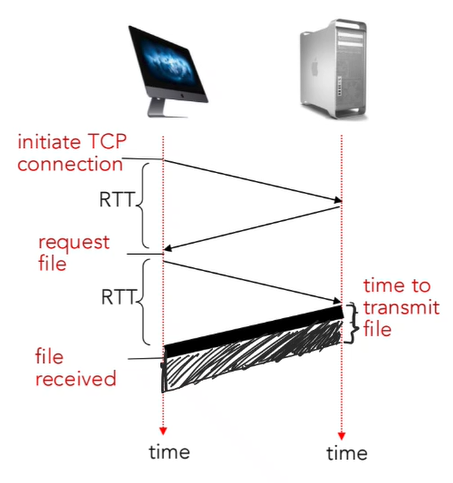 initiate TCP
connection
RTT
request
file
RTT
time to
transmit
file
file
received
time
time